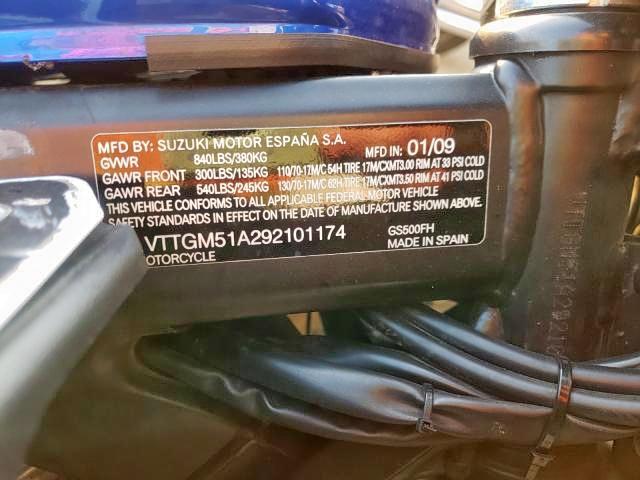 MFD BY: SUZUKI MOTOR ESPAÑA S.A.
MFD IN: 01/09
GVWR 840LBS/380KG
GAWR FRONT 300LBS/135KG 110/70-17M/C 54H TIRE 17M/CXMT3.00 RIM AT 33 PSI COLD
GAWR REAR 540LBS/245KG 130/70-17M/C 62H TIRE 17M/CXMT3.50 RIM AT 41 PSI COLD
THIS VEHICLE CONFORMS TO ALL APPLICABLE FEDERAL-MOTOR VEHICLE
SAFETY STANDARDS IN EFFECT ON THE DATE OF MANUFACTURE SHOWN ABOVE.
VTTGM51A292101174 GS500FH
OTORCYCLE MADE IN SPAIN